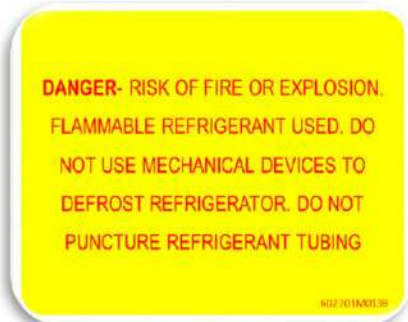 DANGER- RISK OF FIRE OR EXPLOSION.
FLAMMABLE REFRIGERANT USED. DO
NOT USE MECHANICAL DEVICES TO
DEFROST REFRIGERATOR. DO NOT
PUNCTURE REFRIGERANT TUBING